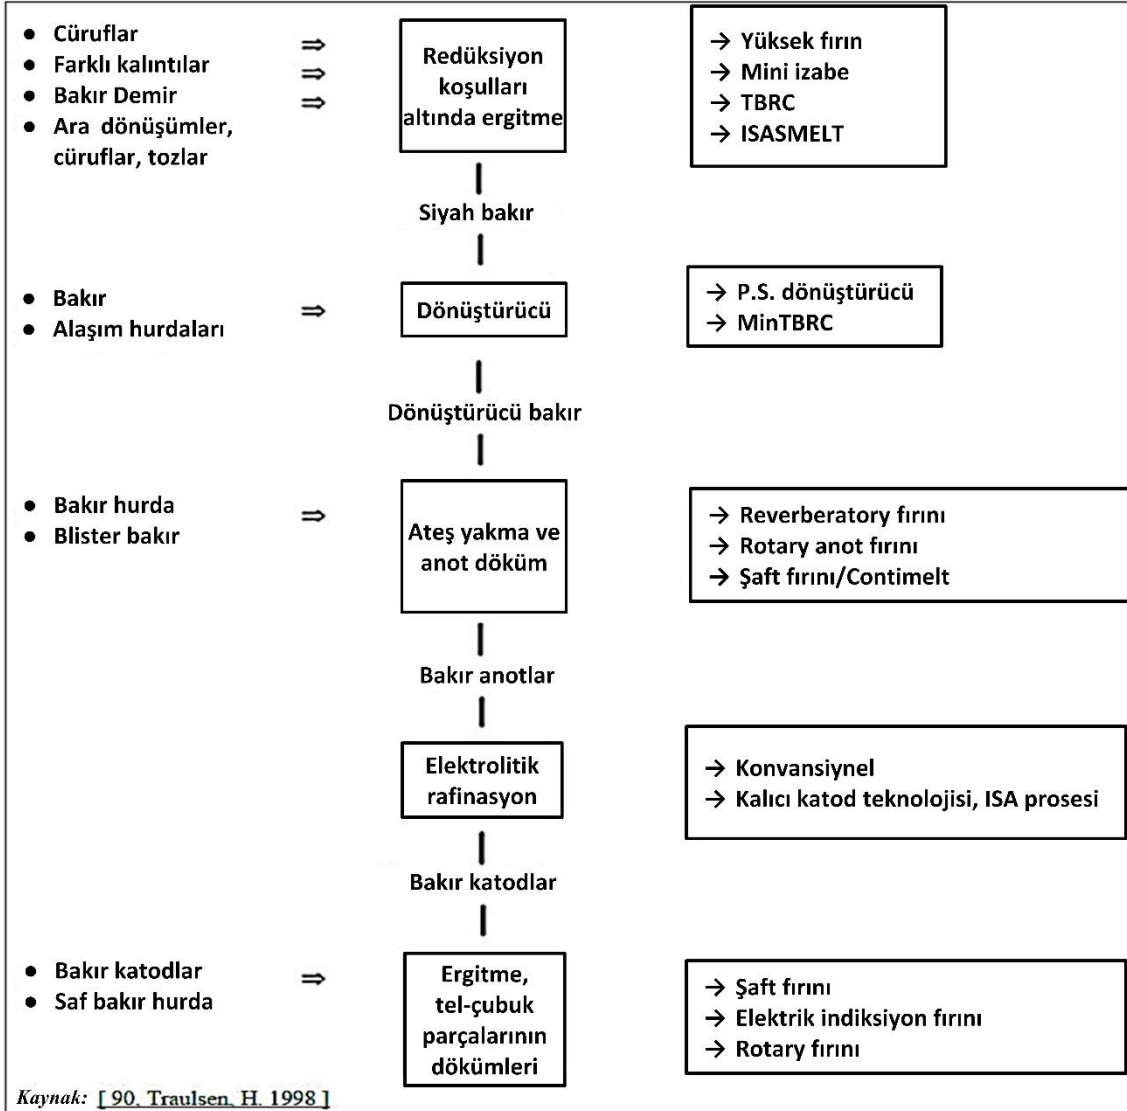 ● Cüruflar
● Farklı kalıntılar
● Bakır Demir
● Ara dönüşümler,
cüruflar, tozlar
⇒
⇒
⇒
Redüksiyon
koşulları
altında ergitme
→ Yüksek fırın
→ Mini izabe
→ TBRC
→ ISASMELT
Siyah bakır
● Bakır
● Alaşım hurdaları
⇒
Dönüştürücü
→ P.S. dönüştürücü
→ MinTBRC
Dönüştürücü bakır
● Bakır hurda
● Blister bakır
⇒
Ateş yakma ve
anot döküm
→ Reverberatory fırını
→ Rotary anot fırını
→ Şaft fırını/Contimelt
Bakır anotlar
Elektrolitik
rafinasyon
→ Konvansiynel
→ Kalıcı katod teknolojisi, ISA prosesi
Bakır katodlar
● Bakır katodlar
● Saf bakır hurda
⇒
Ergitme,
tel-çubuk
parçalarının
dökümleri
→ Şaft fırını
→ Elektrik indiksiyon fırını
→ Rotary fırını
Kaynak: [ 90, Traulsen, H. 1998 ]